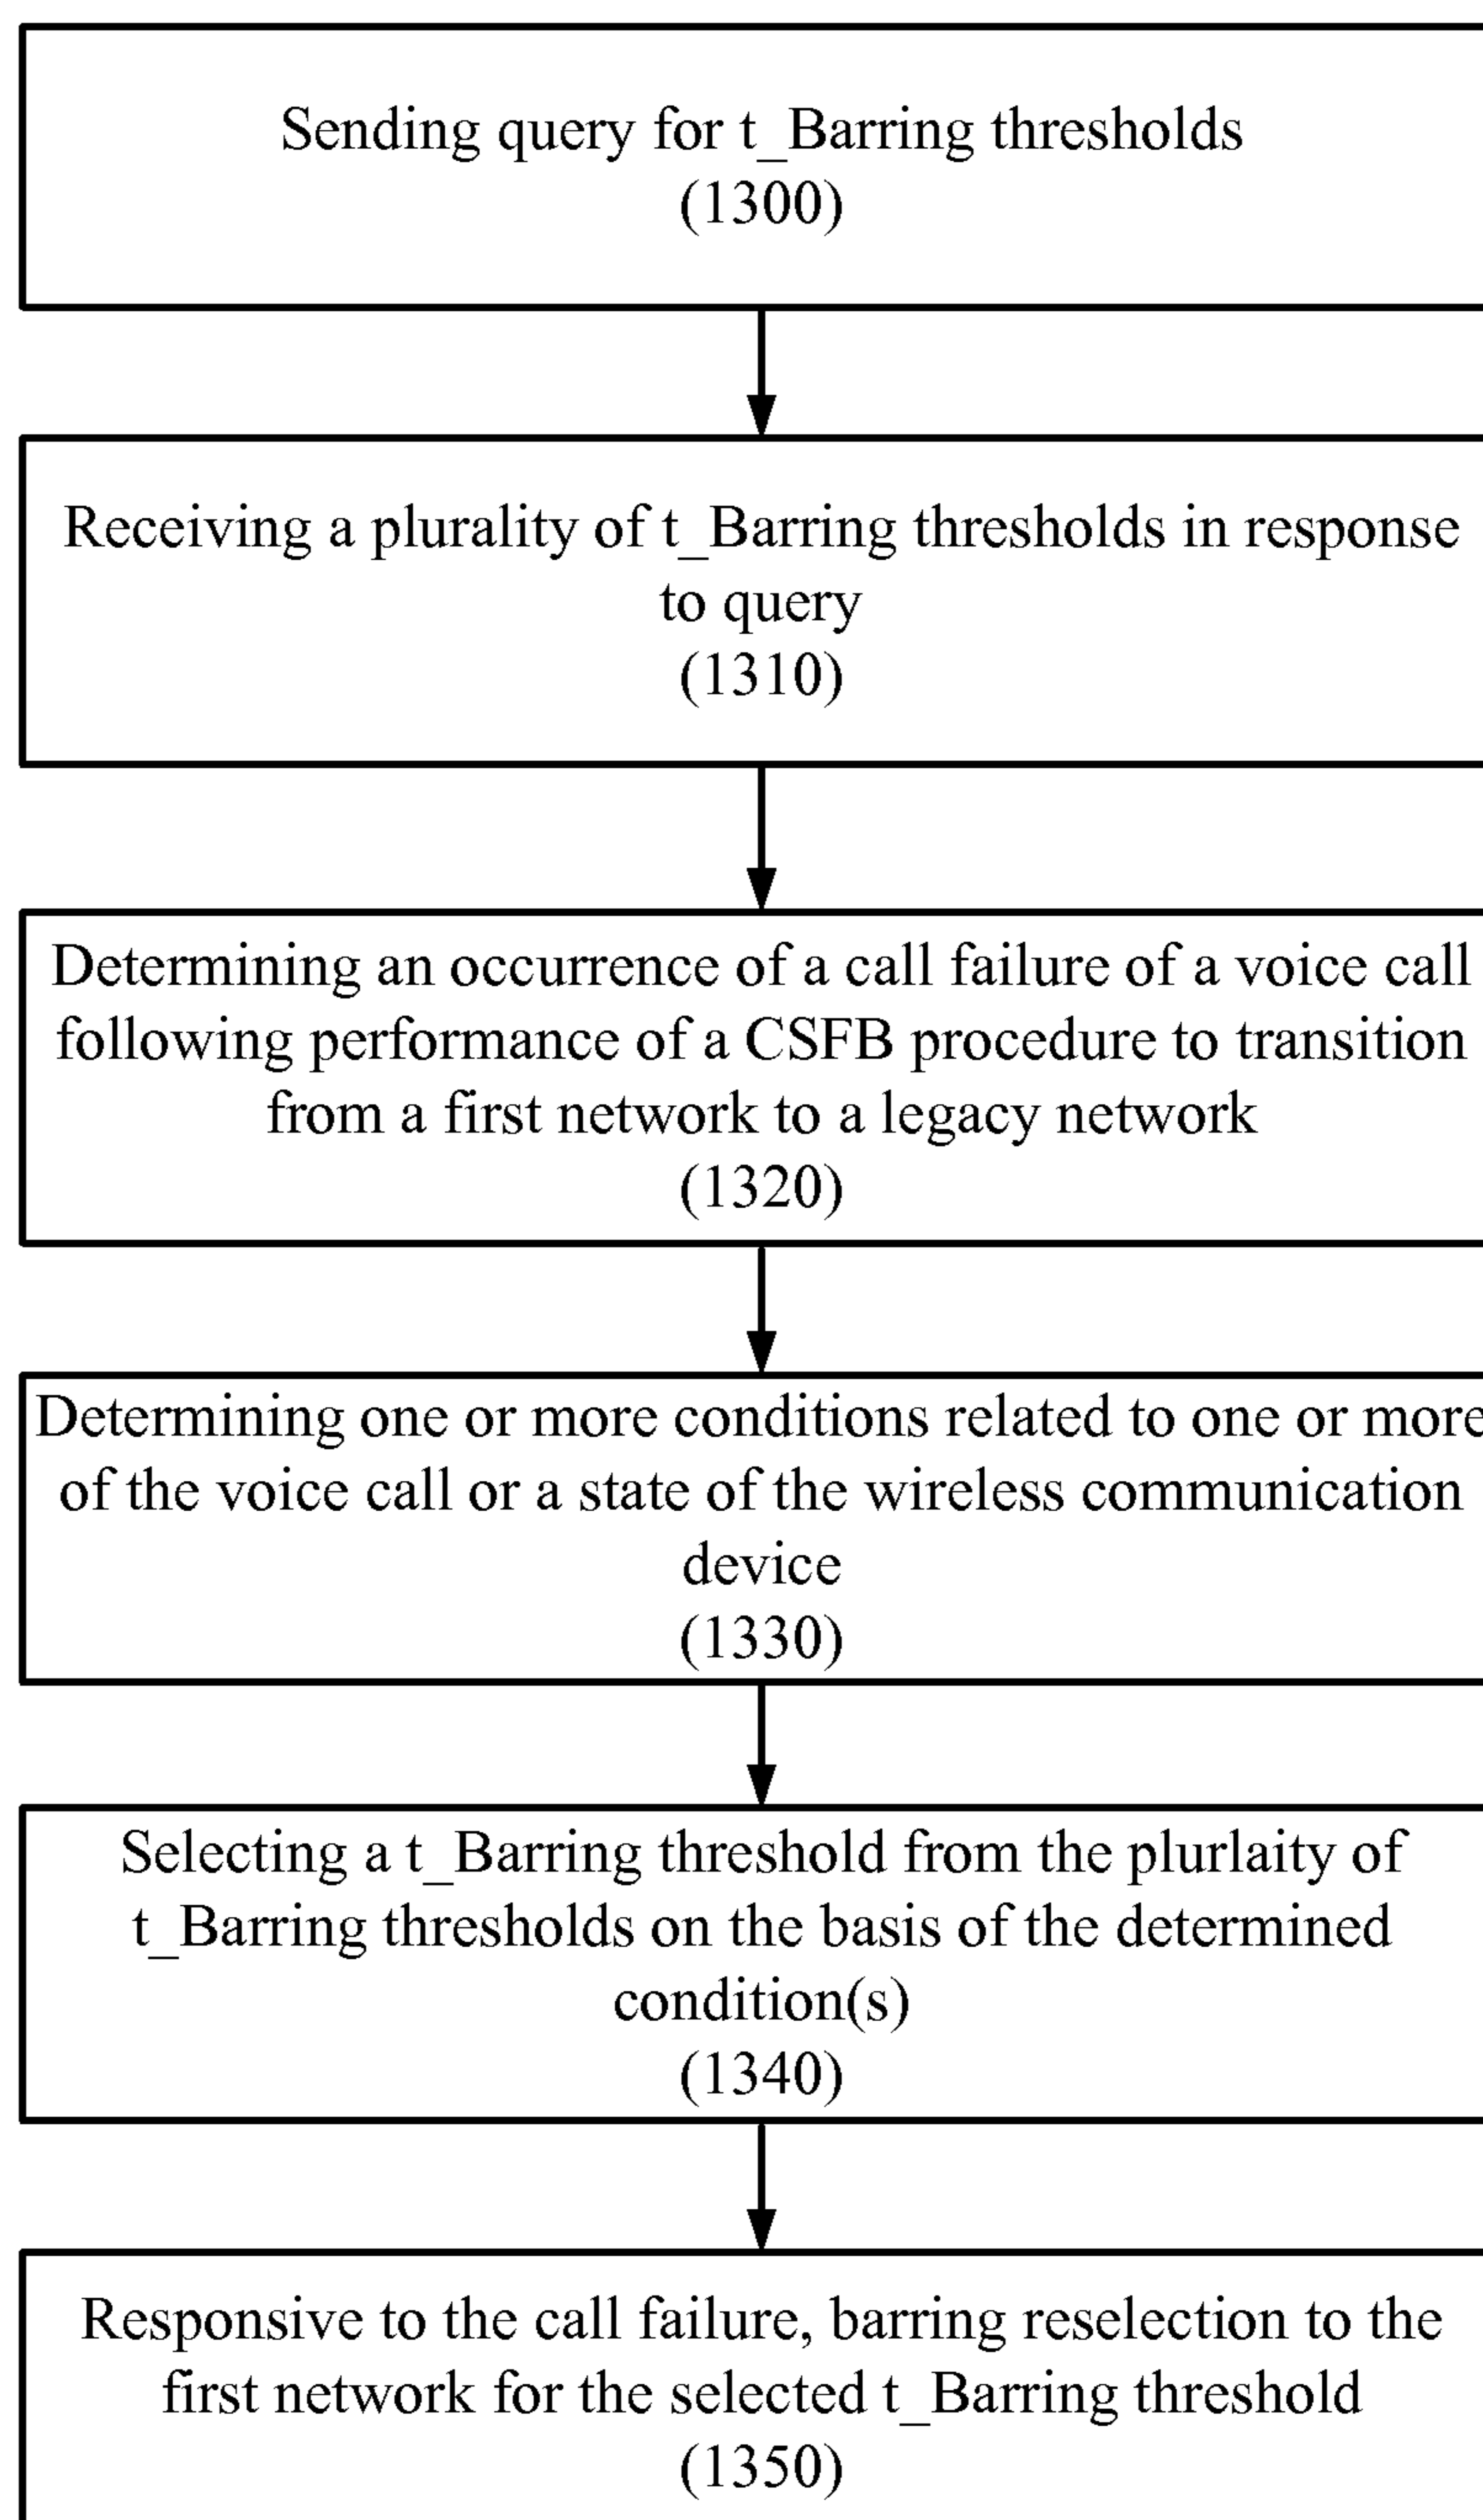 Sending query for t_Barring thresholds
(1300)
Receiving a plurality of t_Barring thresholds in response
to query
(1310)
Determining an occurrence of a call failure of a voice call
following performance of a CSFB procedure to transition
from a first network to a legacy network
(1320)
Determining one or more conditions related to one or more
of the voice call or a state of the wireless communication
device
(1330)
Selecting a t_Barring threshold from the plurlaity of
t_Barring thresholds on the basis of the determined
condition(s)
(1340)
Responsive to the call failure, barring reselection to the
first network for the selected t_Barring threshold
(1350)